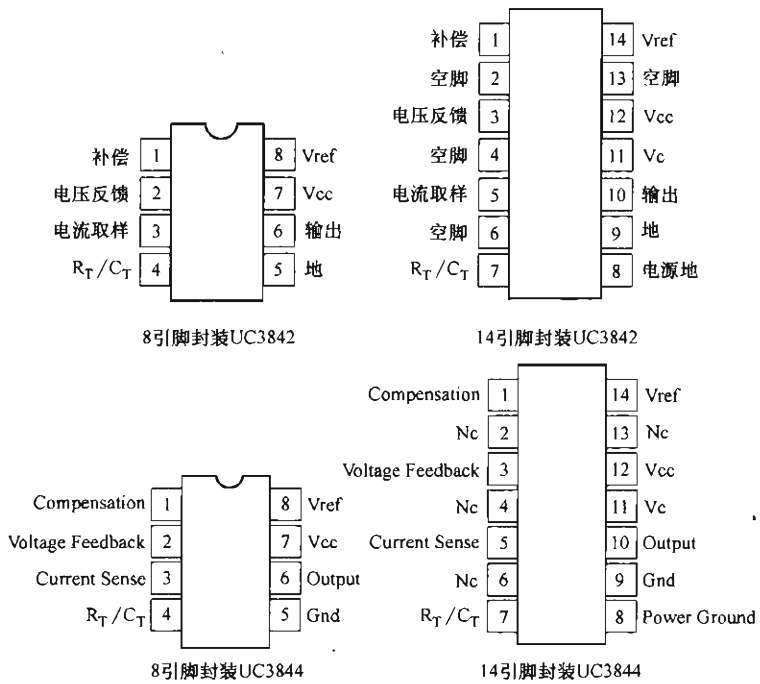 补偿 1 14 Vref
空脚 2 13 空脚
电压反馈 3 12 Vcc
空脚 4 11 Vc
电流取样 5 10 输出
空脚 6 9 地
R_T/C_T 7 8 电源地
14引脚封装UC3842
补偿 1 8 Vref
电压反馈 2 7 Vcc
电流取样 3 6 输出
R_T/C_T 4 5 地
8引脚封装UC3842
Compensation 1 14 Vref
Nc 2 13 Nc
Voltage Feedback 3 12 Vcc
Nc 4 11 Vc
Current Sense 5 10 Output
Nc 6 9 Gnd
R_T/C_T 7 8 Power Ground
14引脚封装UC3844
Compensation 1 8 Vref
Voltage Feedback 2 7 Vcc
Current Sense 3 6 Output
R_T/C_T 4 5 Gnd
8引脚封装UC3844